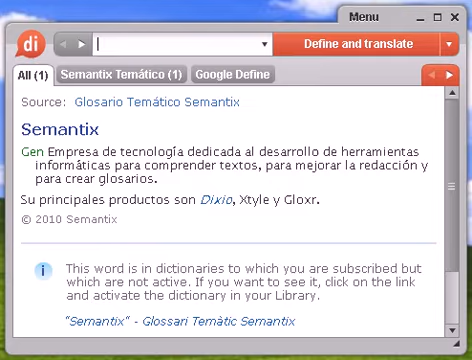 Menu
di
Define and translate
All (1) Semantix Temático (1) Google Define
Source: Glosario Temático Semantix
Semantix
Gen Empresa de tecnología dedicada al desarrollo de herramientas
informáticas para comprender textos, para mejorar la redacción y
para crear glosarios.
Su principales productos son Dixio, Xtyle y Gloxr.
© 2010 Semantix
i
This word is in dictionaries to which you are subscribed but
which are not active. If you want to see it, click on the link
and activate the dictionary in your Library.
"Semantix" - Glossari Temàtic Semantix